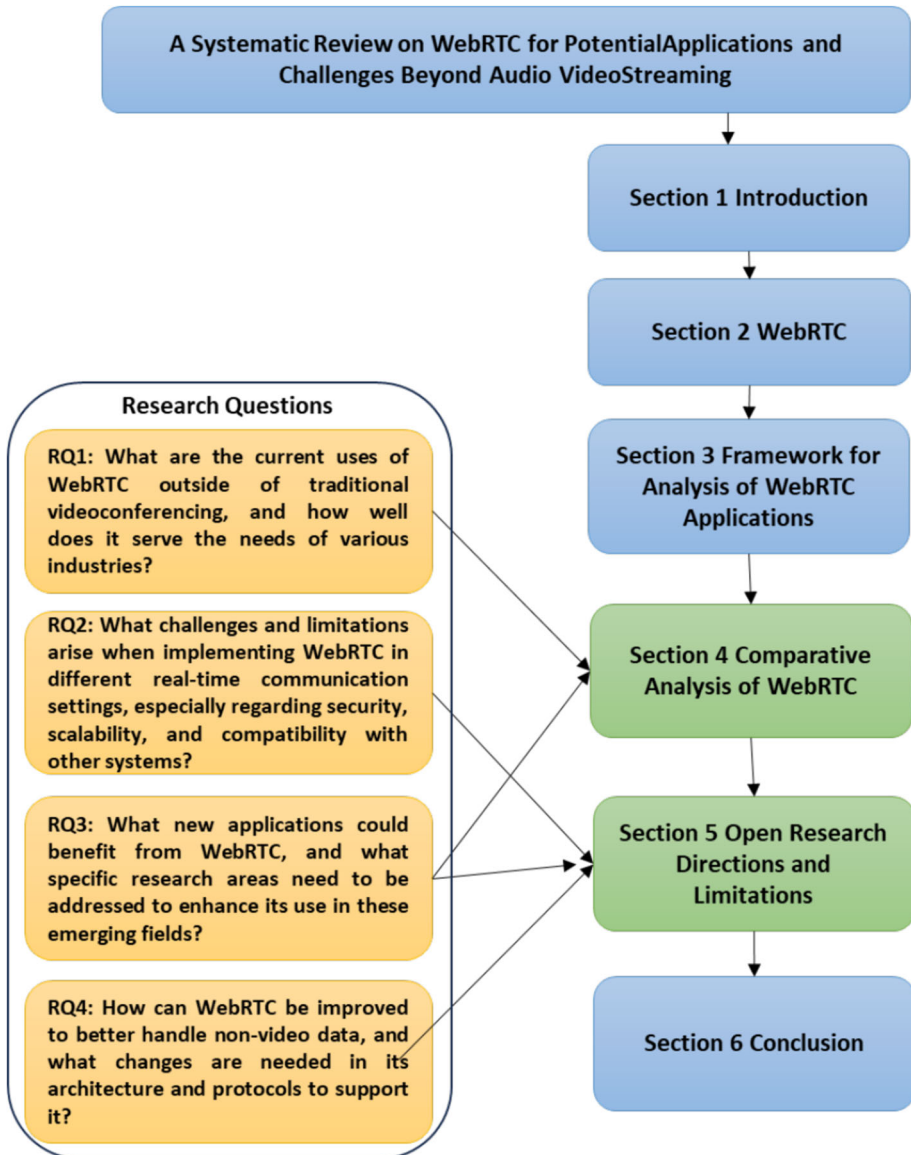 A Systematic Review on WebRTC for PotentialApplications and
Challenges Beyond Audio VideoStreaming
Section 1 Introduction
Section 2 WebRTC
Section 3 Framework for
Analysis of WebRTC
Applications
Section 4 Comparative
Analysis of WebRTC
Section 5 Open Research
Directions and
Limitations
Section 6 Conclusion
Research Questions
RQ1: What are the current uses of
WebRTC outside of traditional
videoconferencing, and how well
does it serve the needs of various
industries?
RQ2: What challenges and limitations
arise when implementing WebRTC in
different real-time communication
settings, especially regarding security,
scalability, and compatibility with
other systems?
RQ3: What new applications could
benefit from WebRTC, and what
specific research areas need to be
addressed to enhance its use in these
emerging fields?
RQ4: How can WebRTC be improved
to better handle non-video data, and
what changes are needed in its
architecture and protocols to support
it?